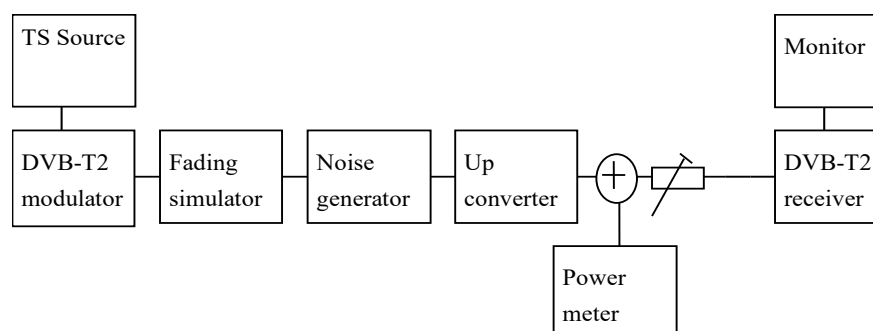 TS Source
Monitor
DVB-T2
modulator
Fading
simulator
Noise
generator
Up
converter
DVB-T2
receiver
Power
meter